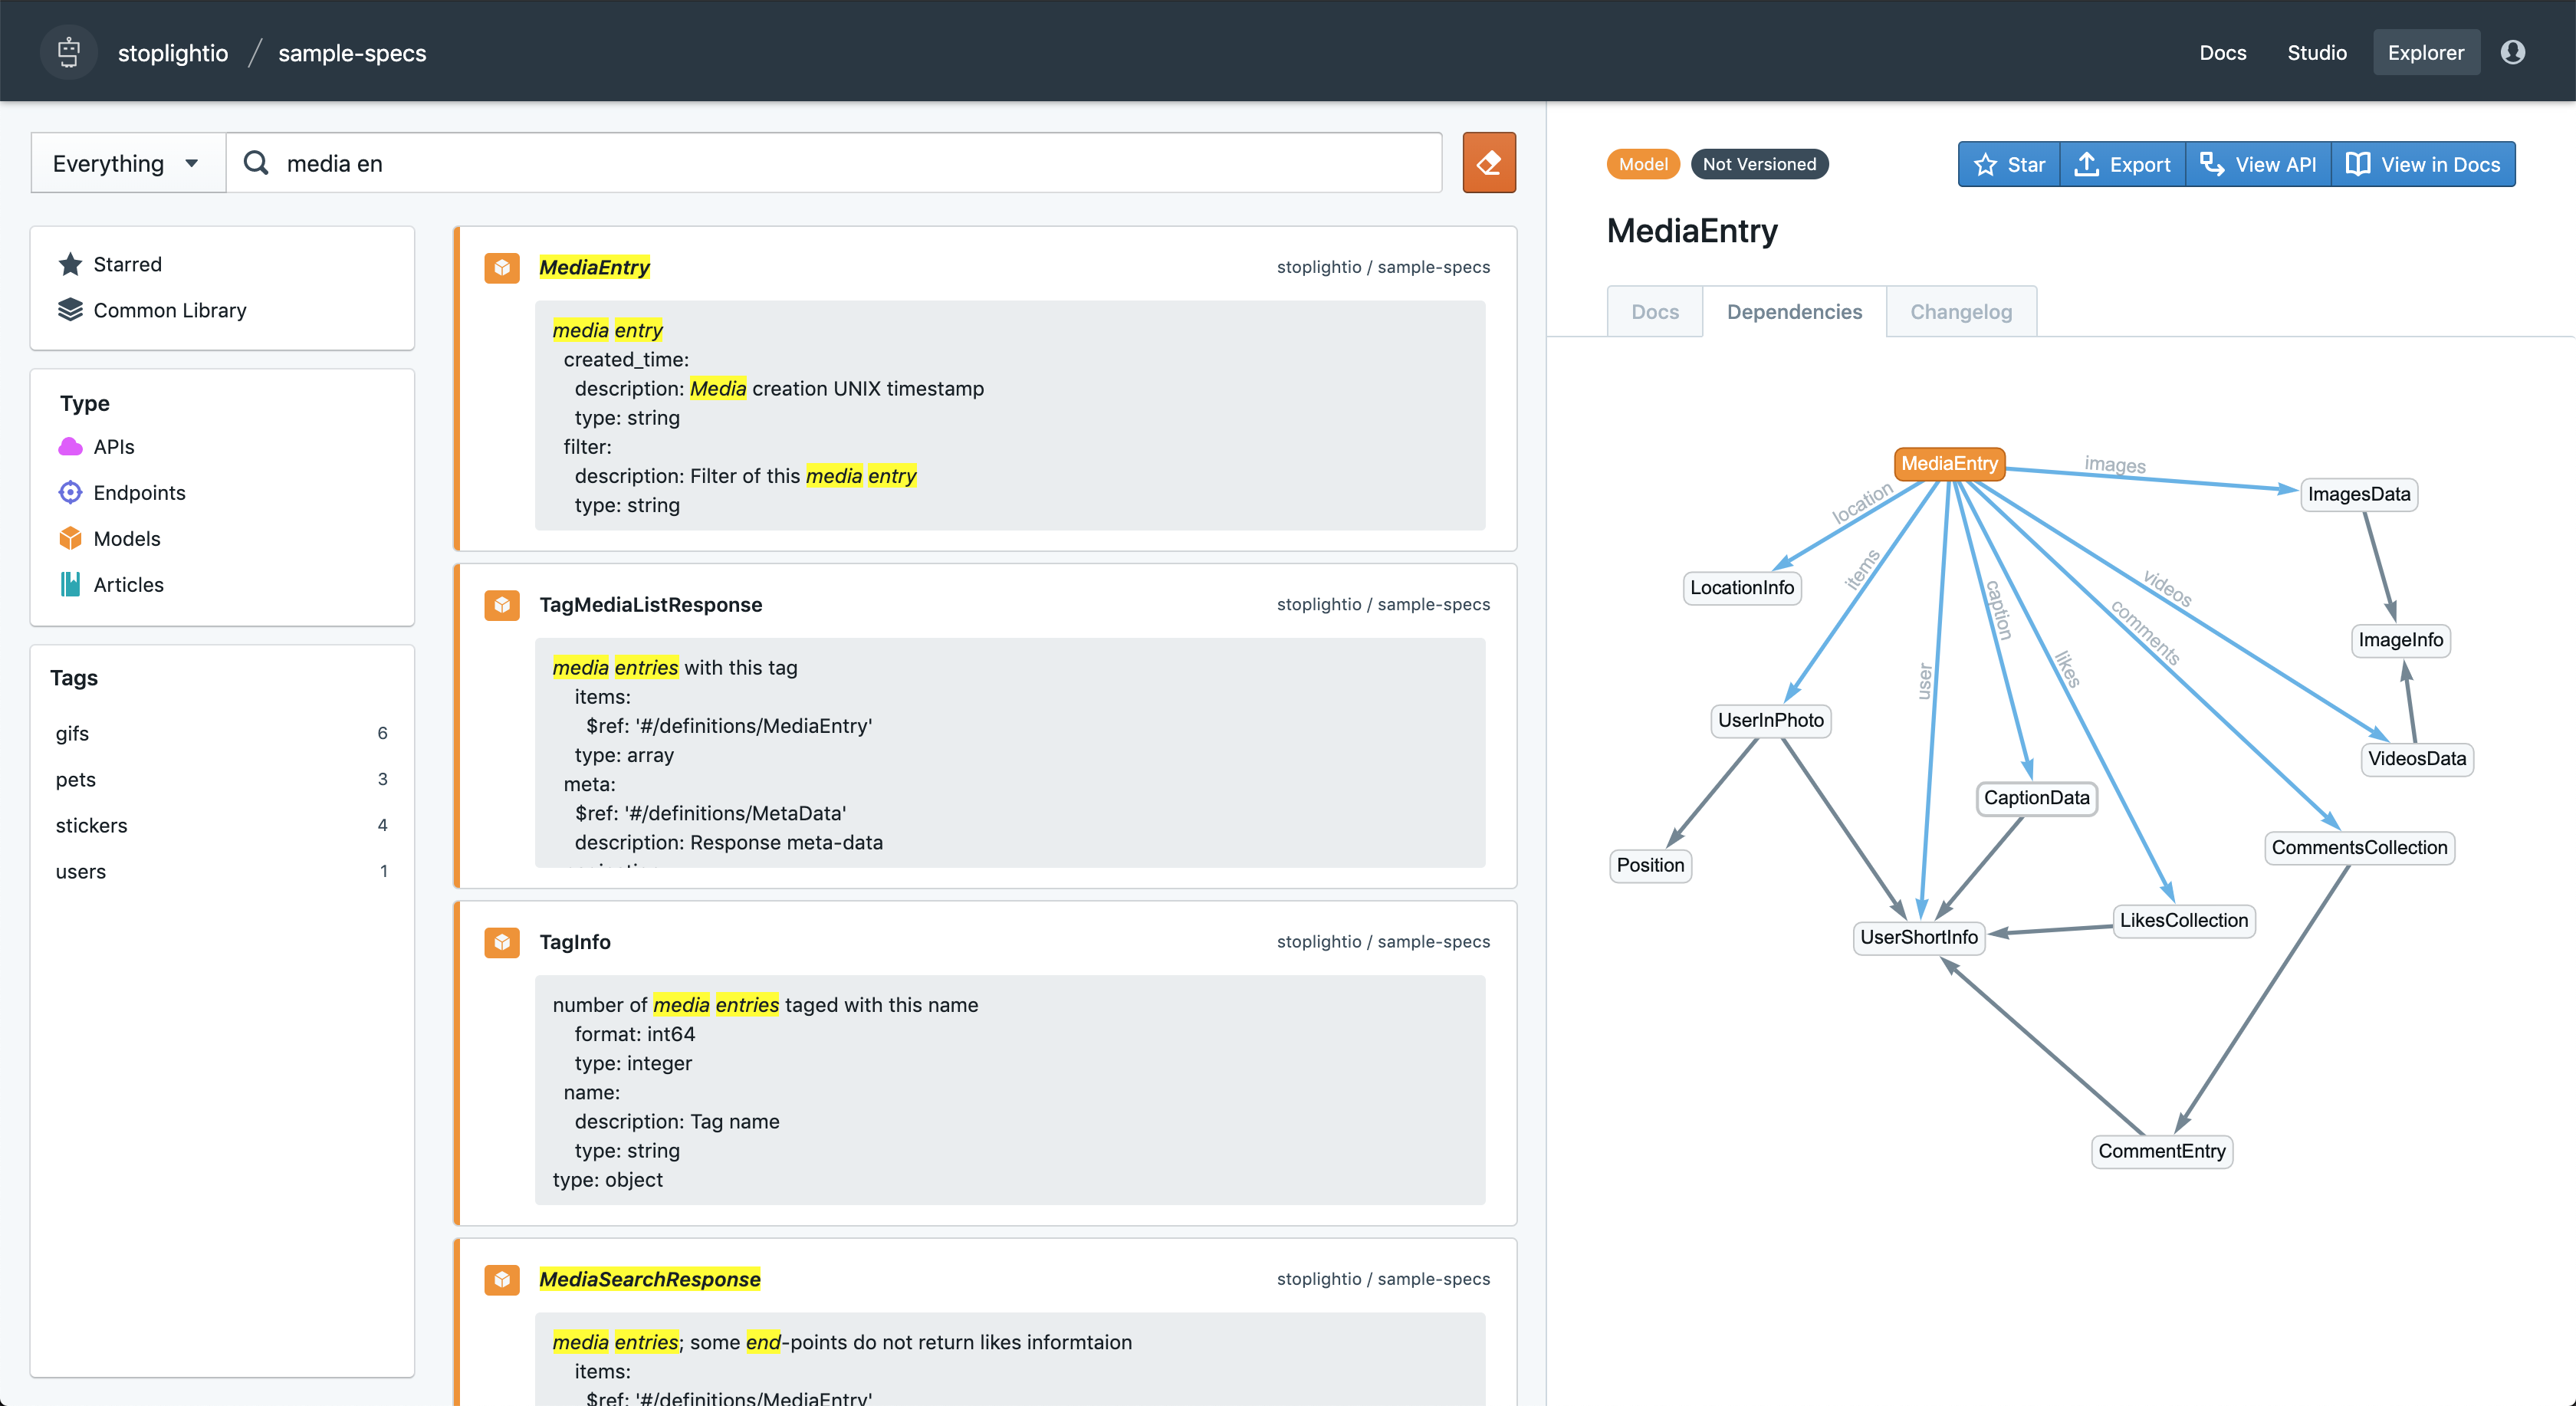 stoplightio / sample-specs
Docs
Studio
Explorer
Everything
media en
Starred
Common Library
Type
APIs
Endpoints
Models
Articles
Tags
gifs 6
pets 3
stickers 4
users 1
MediaEntry
stoplightio / sample-specs
media entry
created_time:
description: Media creation UNIX timestamp
type: string
filter:
description: Filter of this media entry
type: string
TagMediaListResponse
stoplightio / sample-specs
media entries with this tag
items:
$ref: '#/definitions/MediaEntry'
type: array
meta:
$ref: '#/definitions/MetaData'
description: Response meta-data
TagInfo
stoplightio / sample-specs
number of media entries taged with this name
format: int64
type: integer
name:
description: Tag name
type: string
type: object
MediaSearchResponse
stoplightio / sample-specs
media entries; some end-points do not return likes informtaion
items:
$ref: '#/definitions/MediaEntry'
Model
Not Versioned
Star
Export
View API
View in Docs
MediaEntry
Docs
Dependencies
Changelog
MediaEntry
images
ImagesData
location
LocationInfo
items
caption
videos
comments
ImageInfo
user
likes
UserInPhoto
VideosData
CaptionData
CommentsCollection
Position
LikesCollection
UserShortInfo
CommentEntry